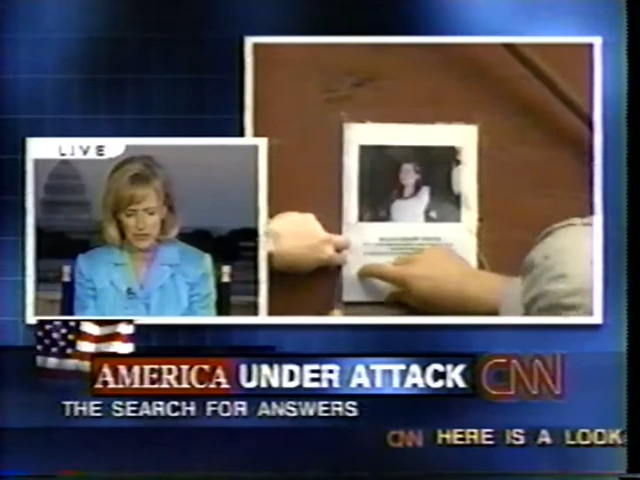 LIVE
AMERICA UNDER ATTACK CNN
THE SEARCH FOR ANSWERS
CNN HERE IS A LOOK